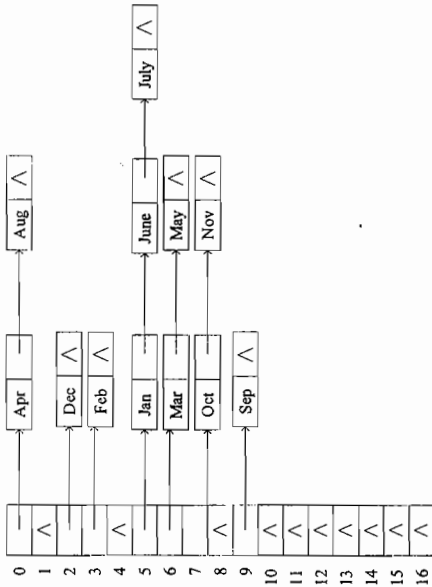 0 Apr Aug Λ
1 Λ
2 Dec Λ
3 Feb Λ
4 Λ
5 Jan June July Λ
6 Mar May Λ
7 Oct Nov Λ
8 Λ
9 Sep Λ
10 Λ
11 Λ
12 Λ
13 Λ
14 Λ
15 Λ
16 Λ